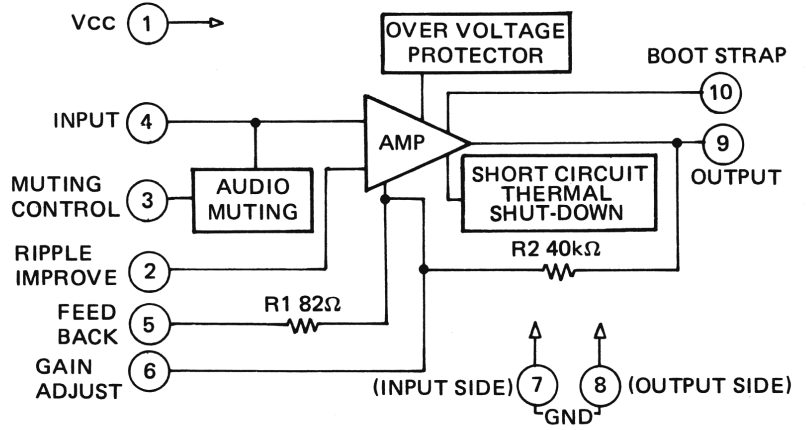 VCC 1
OVER VOLTAGE
PROTECTOR
BOOT STRAP
10
INPUT 4
AMP
9
OUTPUT
MUTING
CONTROL 3
AUDIO
MUTING
SHORT CIRCUIT
THERMAL
SHUT-DOWN
RIPPLE
IMPROVE 2
R2 40kΩ
FEED
BACK 5
R1 82Ω
GAIN
ADJUST 6
(INPUT SIDE) 7 8 (OUTPUT SIDE)
GND